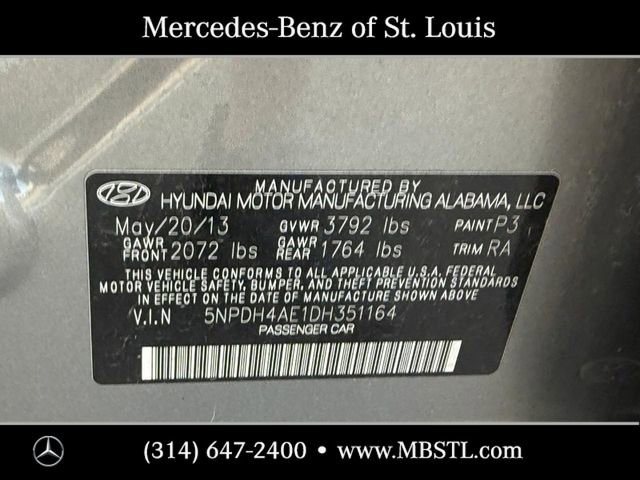 Mercedes-Benz of St. Louis
MANUFACTURED BY
HYUNDAI MOTOR MANUFACTURING ALABAMA, LLC
May/20/13 GVWR 3792 lbs PAINT P3
GAWR FRONT 2072 lbs GAWR REAR 1764 lbs TRIM RA
THIS VEHICLE CONFORMS TO ALL APPLICABLE U.S.A. FEDERAL
MOTOR VEHICLE SAFETY, BUMPER, AND THEFT PREVENTION
STANDARDS IN EFFECT ON THE DATE OF MANUFACTURE SHOWN ABOVE
V.I.N 5NPDH4AE1DH351164
PASSENGER CAR
(314) 647-2400 • www.MBSTL.com